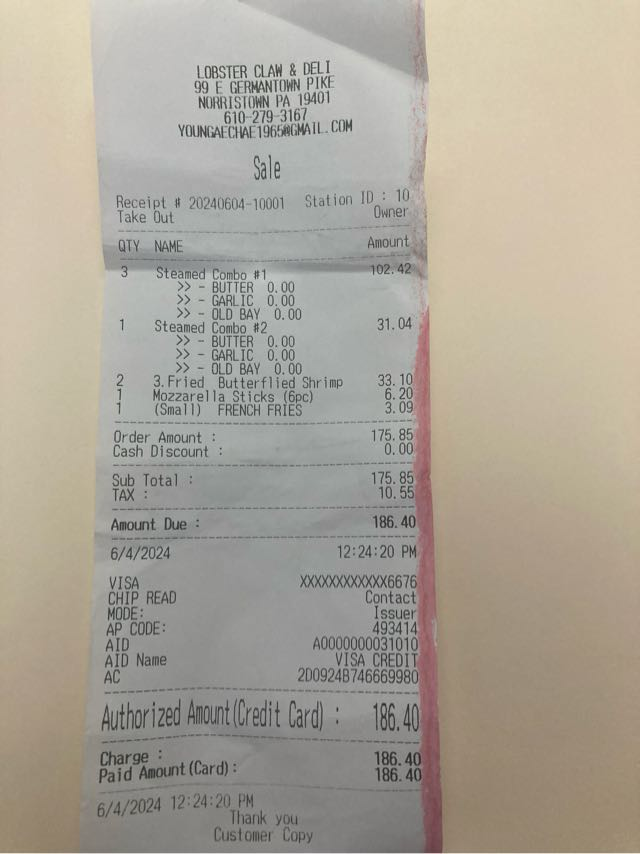 LOBSTER CLAW & DELI
99 E GERMANTOWN PIKE
NORRISTOWN PA 19401
610-279-3167
YOUNGAECHAE1965@GMAIL.COM
Sale
Receipt # 20240604-10001 Station ID : 10
Take Out Owner
QTY NAME Amount
3 Steamed Combo #1 102.42
>> - BUTTER 0.00
>> - GARLIC 0.00
>> - OLD BAY 0.00
1 Steamed Combo #2 31.04
>> - BUTTER 0.00
>> - GARLIC 0.00
>> - OLD BAY 0.00
2 3.Fried Butterflied Shrimp 33.10
1 Mozzarella Sticks (6pc) 6.20
1 (Small) FRENCH FRIES 3.09
Order Amount : 175.85
Cash Discount : 0.00
Sub Total : 175.85
TAX : 10.55
Amount Due : 186.40
6/4/2024 12:24:20 PM
VISA XXXXXXXXXXXX6676
CHIP READ Contact
MODE: Issuer
AP CODE: 493414
AID A0000000031010
AID Name VISA CREDIT
AC 2D0924B746669980
Authorized Amount(Credit Card) : 186.40
Charge : 186.40
Paid Amount(Card): 186.40
6/4/2024 12:24:20 PM
Thank you
Customer Copy